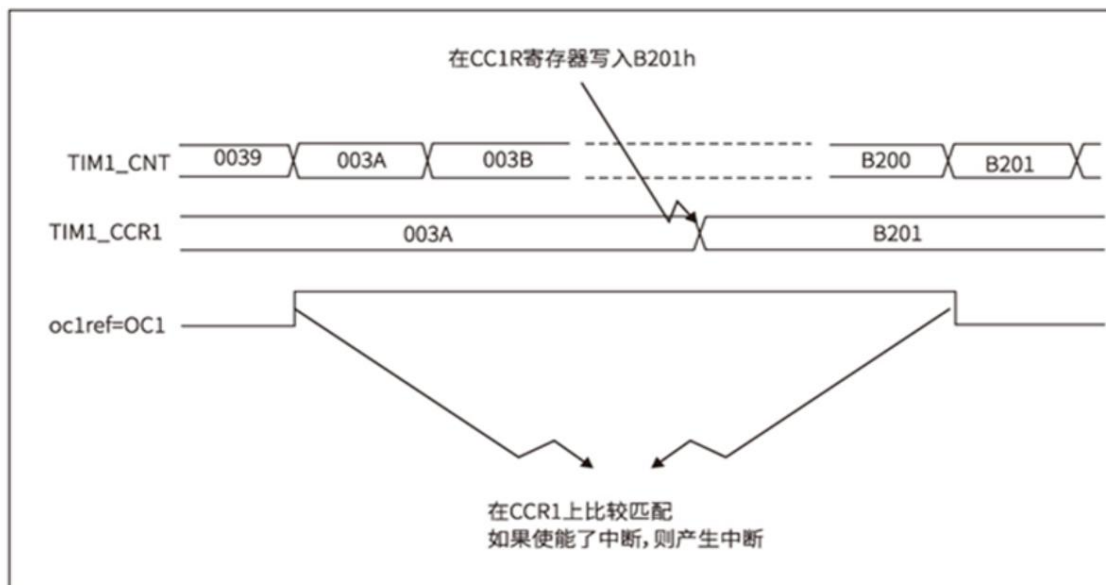 在CC1R寄存器写入B201h
TIM1_CNT 0039 003A 003B B200 B201
TIM1_CCR1 003A B201
oc1ref=OC1
在CCR1上比较匹配
如果使能了中断,则产生中断